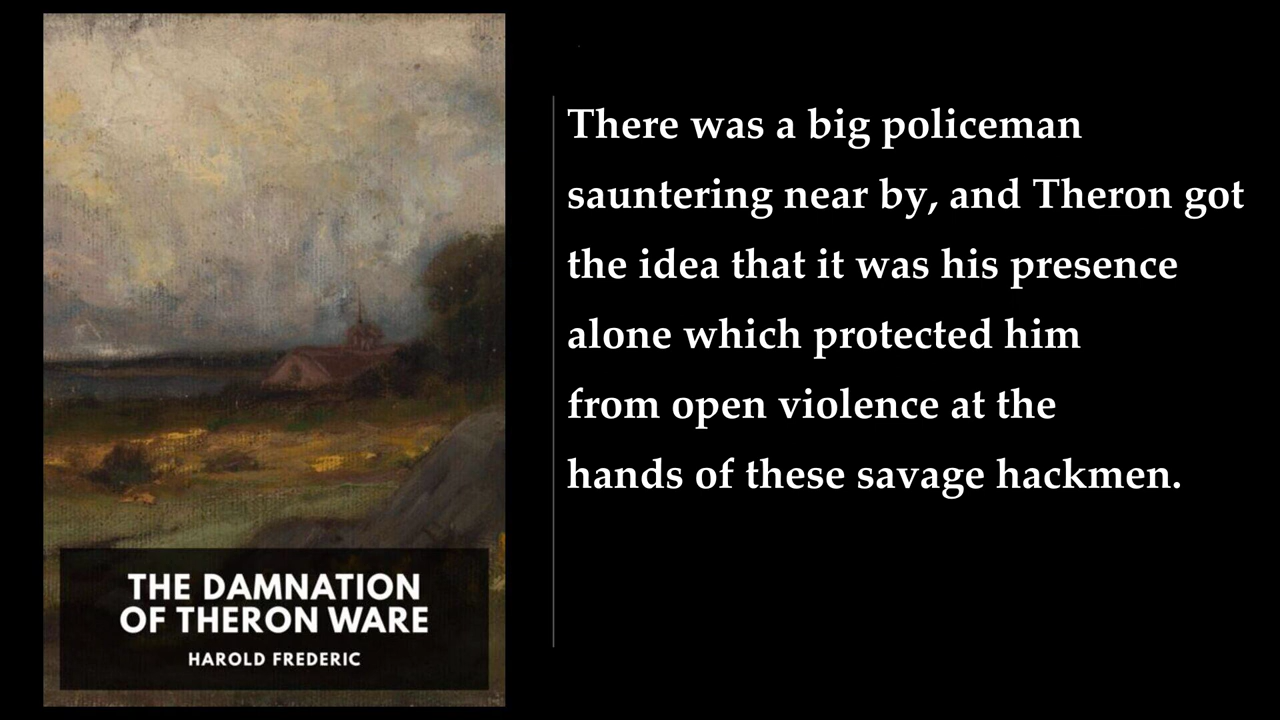 There was a big policeman
sauntering near by, and Theron got
the idea that it was his presence
alone which protected him
from open violence at the
hands of these savage hackmen.
THE DAMNATION
OF THERON WARE
HAROLD FREDERIC